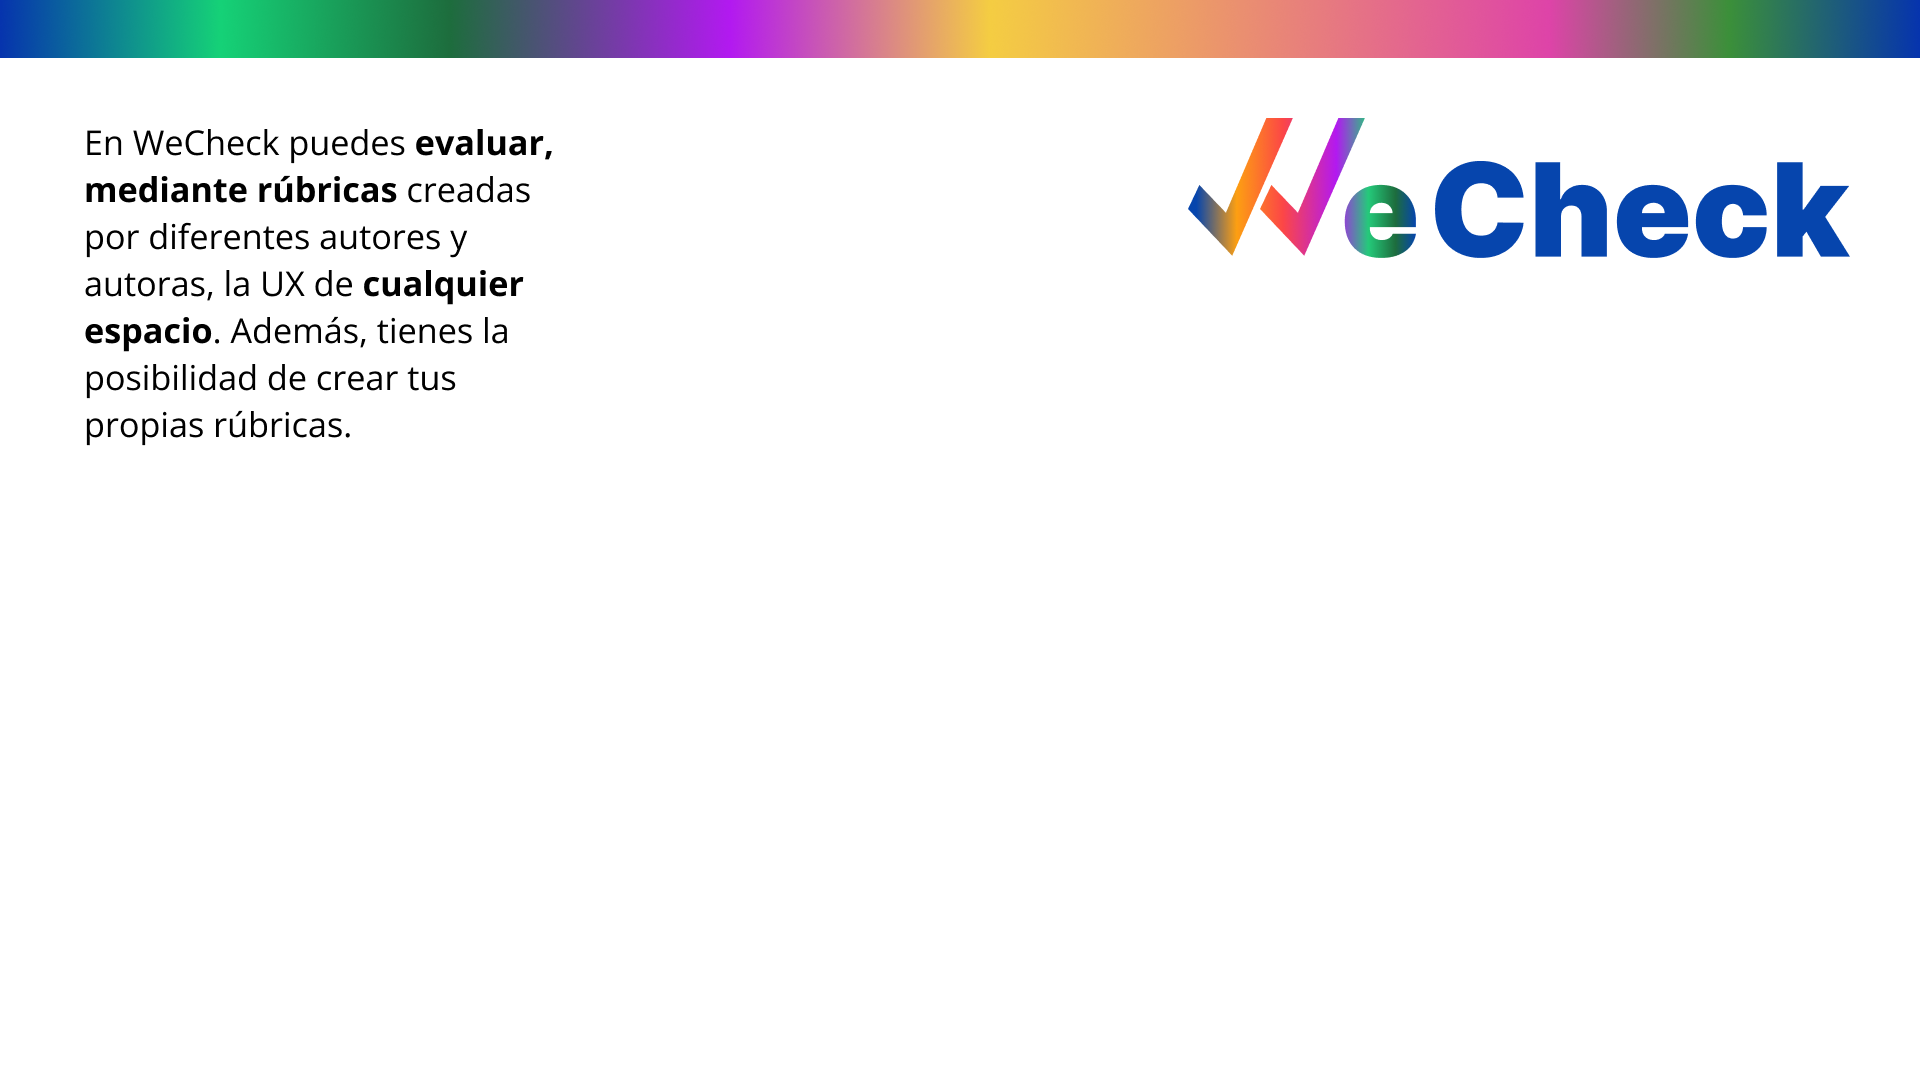 En WeCheck puedes evaluar,
mediante rúbricas creadas
por diferentes autores y
autoras, la UX de cualquier
espacio. Además, tienes la
posibilidad de crear tus
propias rúbricas.
WeCheck